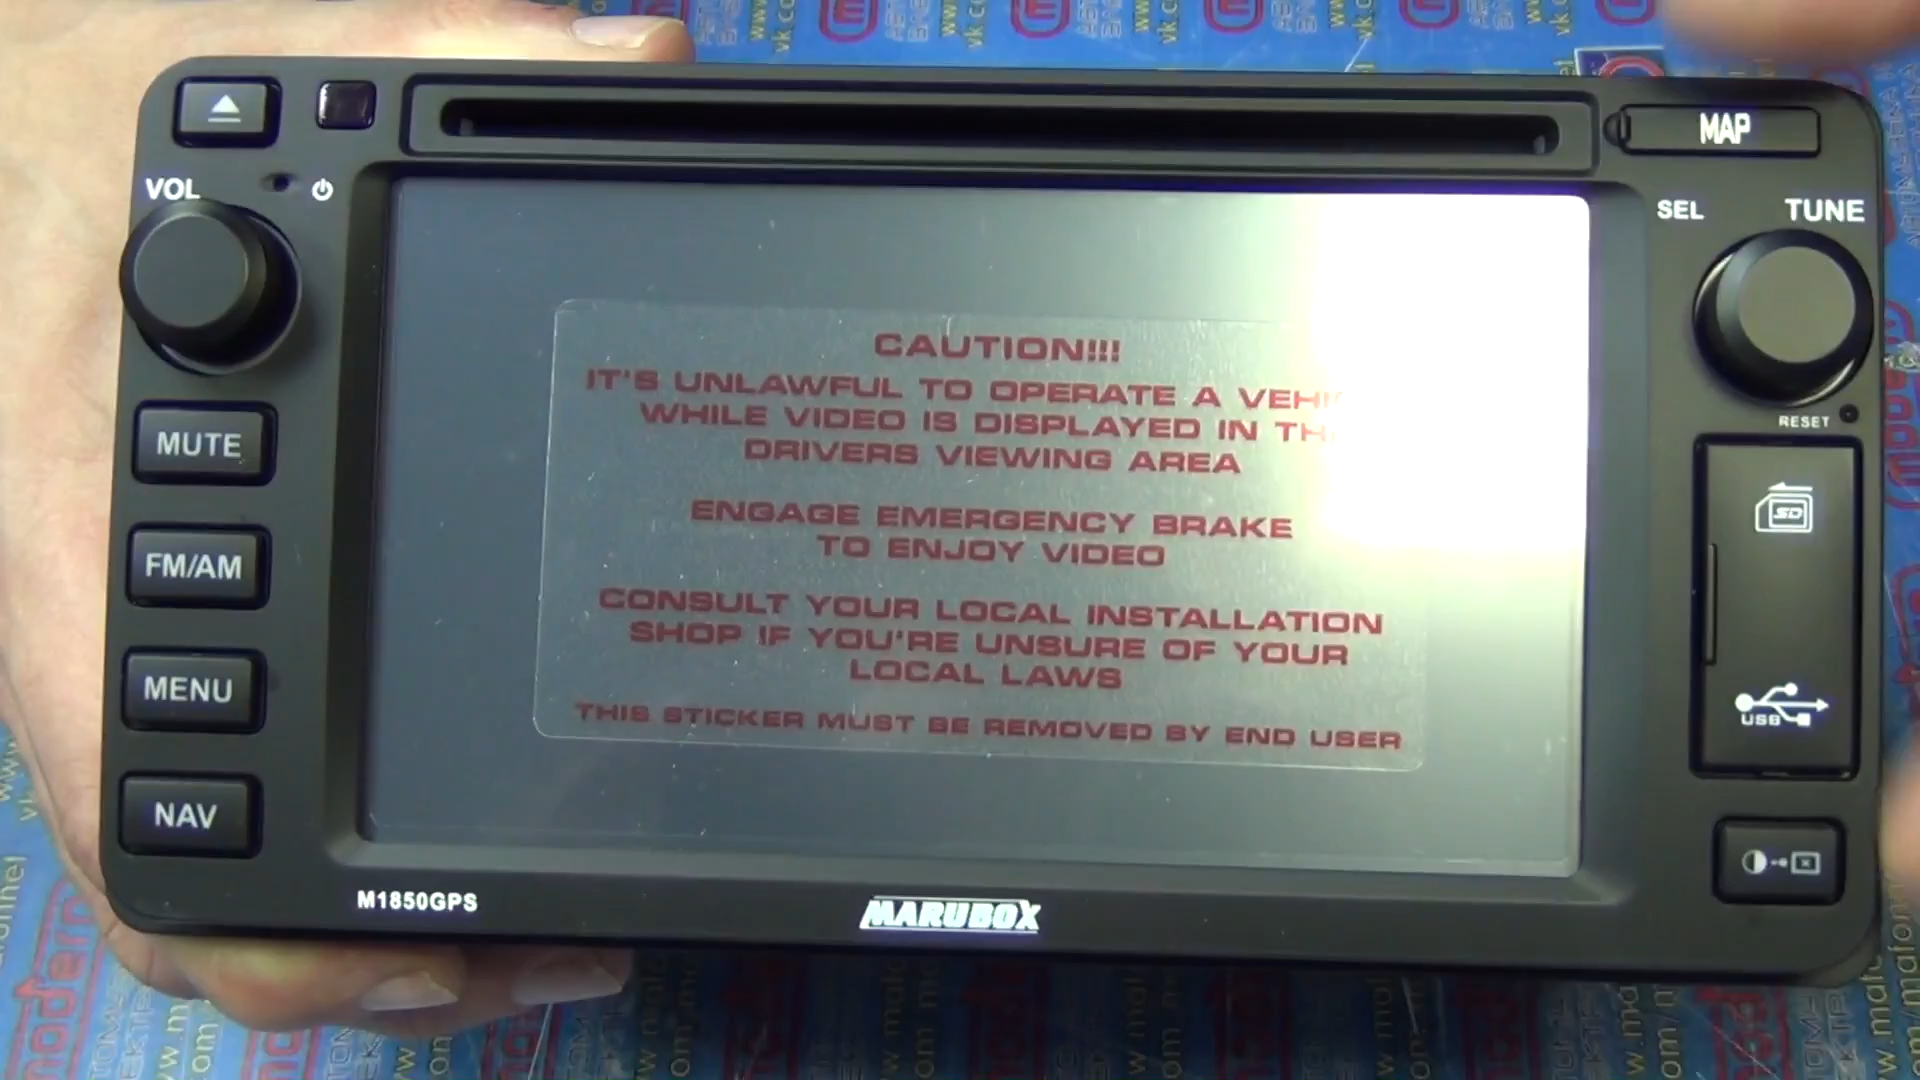 MAP
VOL
SEL
TUNE
RESET
MUTE
FM/AM
MENU
NAV
CAUTION!!!
IT'S UNLAWFUL TO OPERATE A
WHILE VIDEO IS DISPLAYED IN
DRIVERS VIEWING AREA
ENGAGE EMERGENCY BRAKE
TO ENJOY VIDEO
CONSULT YOUR LOCAL INSTALLATION
SHOP IF YOU'RE UNSURE OF YOUR
LOCAL LAWS
THIS STICKER MUST BE REMOVED BY END USER
SD
USB
M1850GPS
MARUBOX